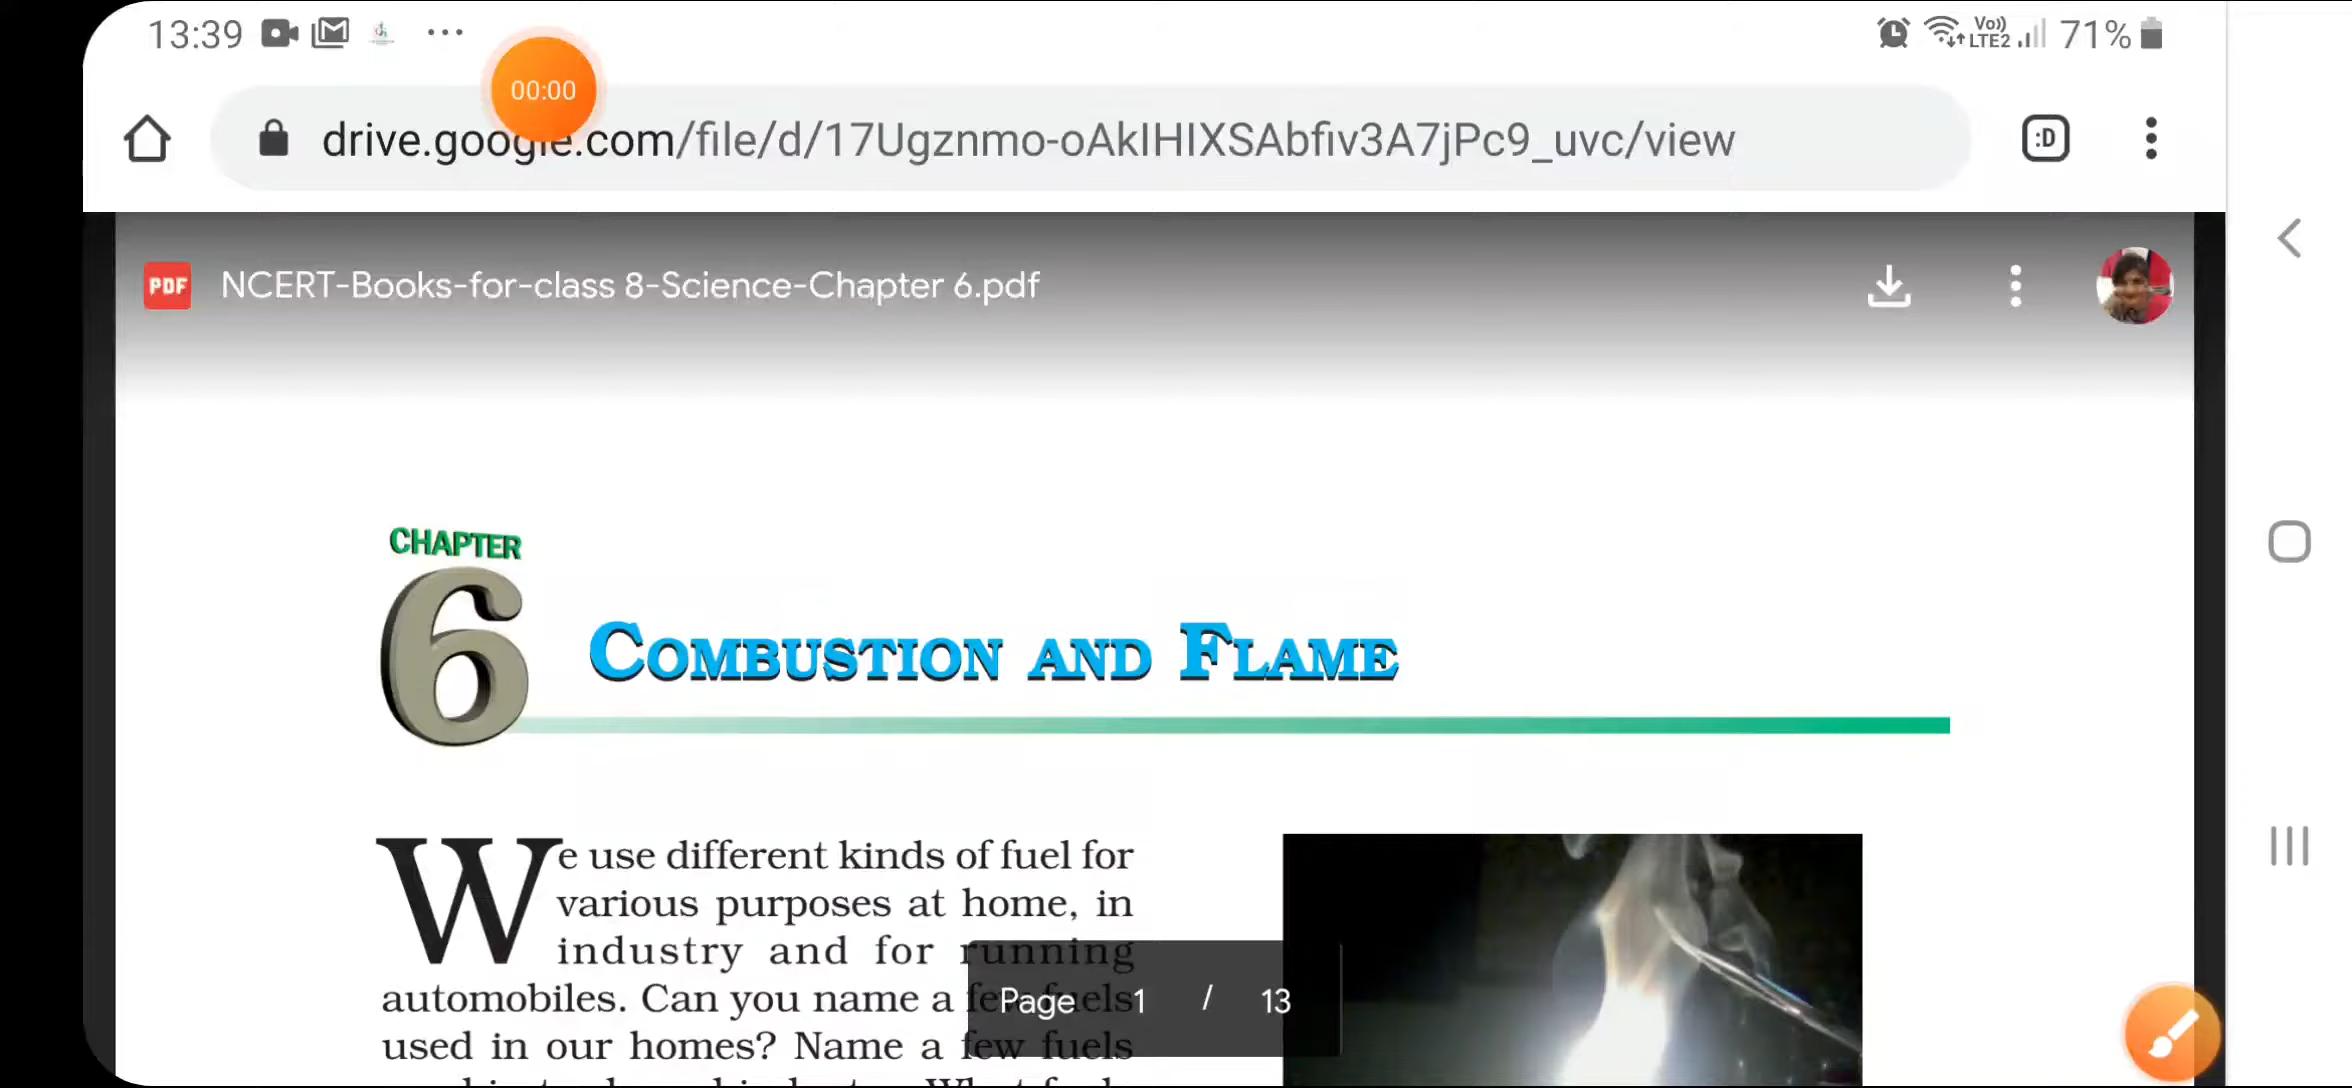 13:39
Vo))
LTE2
71%
00:00
drive.google.com/file/d/17Ugznmo-oAkIHIXSAbfiv3A7jPc9_uvc/view
:D
PDF
NCERT-Books-for-class 8-Science-Chapter 6.pdf
CHAPTER
6
COMBUSTION AND FLAME
We use different kinds of fuel for
various purposes at home, in
industry and for running
automobiles. Can you name a few fuels
used in our homes? Name a few fuels
Page 1 / 13